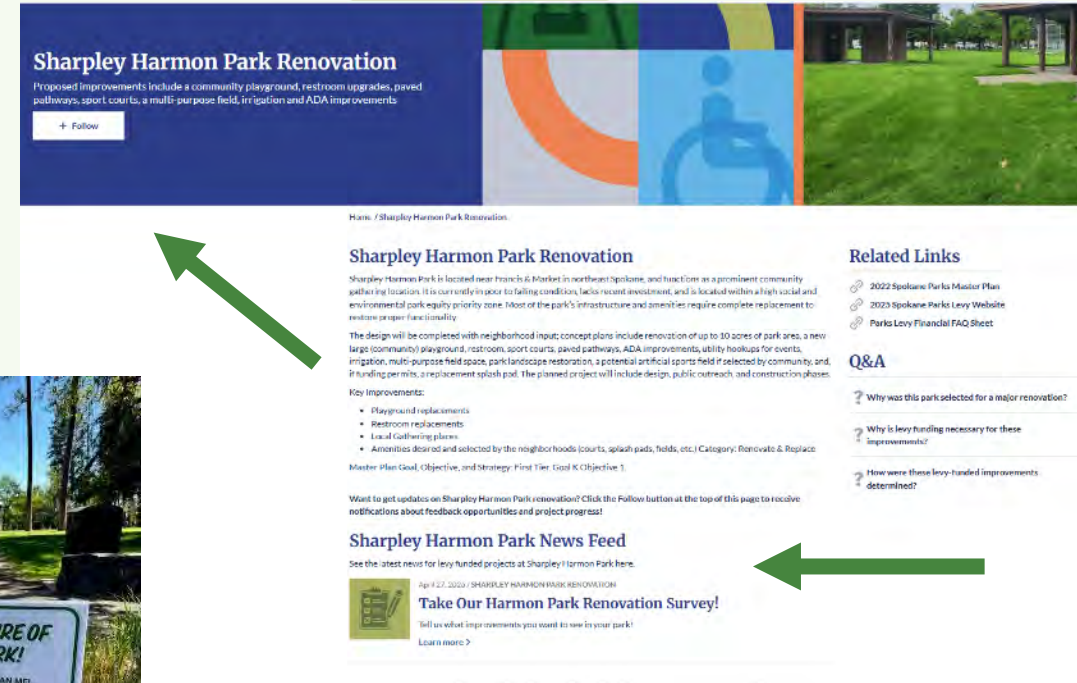 Sharpley Harmon Park Renovation
Proposed improvements include a community playground, restroom upgrades, paved
pathways, sport courts, a multi-purpose field, irrigation and ADA improvements
+ Follow
Home / Sharpley Harmon Park Renovation
Sharpley Harmon Park Renovation
Sharpley Harmon Park is located near Francis & Market in northeast Spokane, and functions as a prominent community
gathering location. It is currently in poor to failing condition, lacks recent investment, and is located within a high social and
environmental park equity priority zone. Most of the park's infrastructure and amenities require complete replacement to
restore proper functionality.
The design will be completed with neighborhood input; concept plans include renovation of up to 10 acres of park area, a new
large (community) playground, restroom, sport courts, paved pathways, ADA improvements, utility hookups for events,
irrigation, multi-purpose field space, park landscape restoration, a potential artificial sports field if selected by community, and,
if funding permits, a replacement splash pad. The planned project will include design, public outreach, and construction phases.
Key Improvements:
• Playground replacements
• Restroom replacements
• Local Gathering places
• Amenities desired and selected by the neighborhoods (courts, splash pads, fields, etc.) Category: Renovate & Replace
Master Plan Goal, Objective, and Strategy: First Tier, Goal K Objective 1.
Want to get updates on Sharpley Harmon Park renovation? Click the Follow button at the top of this page to receive
notifications about feedback opportunities and project progress!
Sharpley Harmon Park News Feed
See the latest news for levy funded projects at Sharpley Harmon Park here.
April 27, / SHARPLEY HARMON PARK RENOVATION
Take Our Harmon Park Renovation Survey!
Tell us what improvements you want to see in your park!
Learn more >
Related Links
2022 Spokane Parks Master Plan
2025 Spokane Parks Levy Website
Parks Levy Financial FAQ Sheet
Q&A
? Why was this park selected for a major renovation?
? Why is levy funding necessary for these
improvements?
? How were these levy-funded improvements
determined?
RE OF
RK!
AN ME!